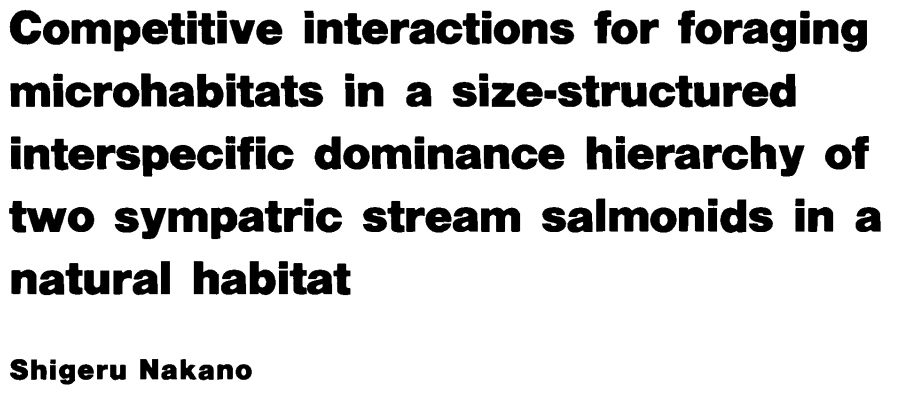 Competitive interactions for foraging
microhabitats in a size-structured
interspecific dominance hierarchy of
two sympatric stream salmonids in a
natural habitat
Shigeru Nakano